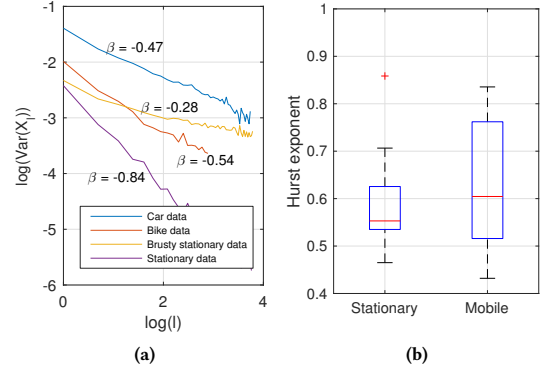 -1
-2
-3
-4
-5
-6
0
2
4
log(Var(X_l))
log(l)
β = -0.47
β = -0.28
β = -0.54
β = -0.84
Car data
Bike data
Brusty stationary data
Stationary data
(a)
1
0.9
0.8
0.7
0.6
0.5
0.4
Hurst exponent
Stationary
Mobile
(b)